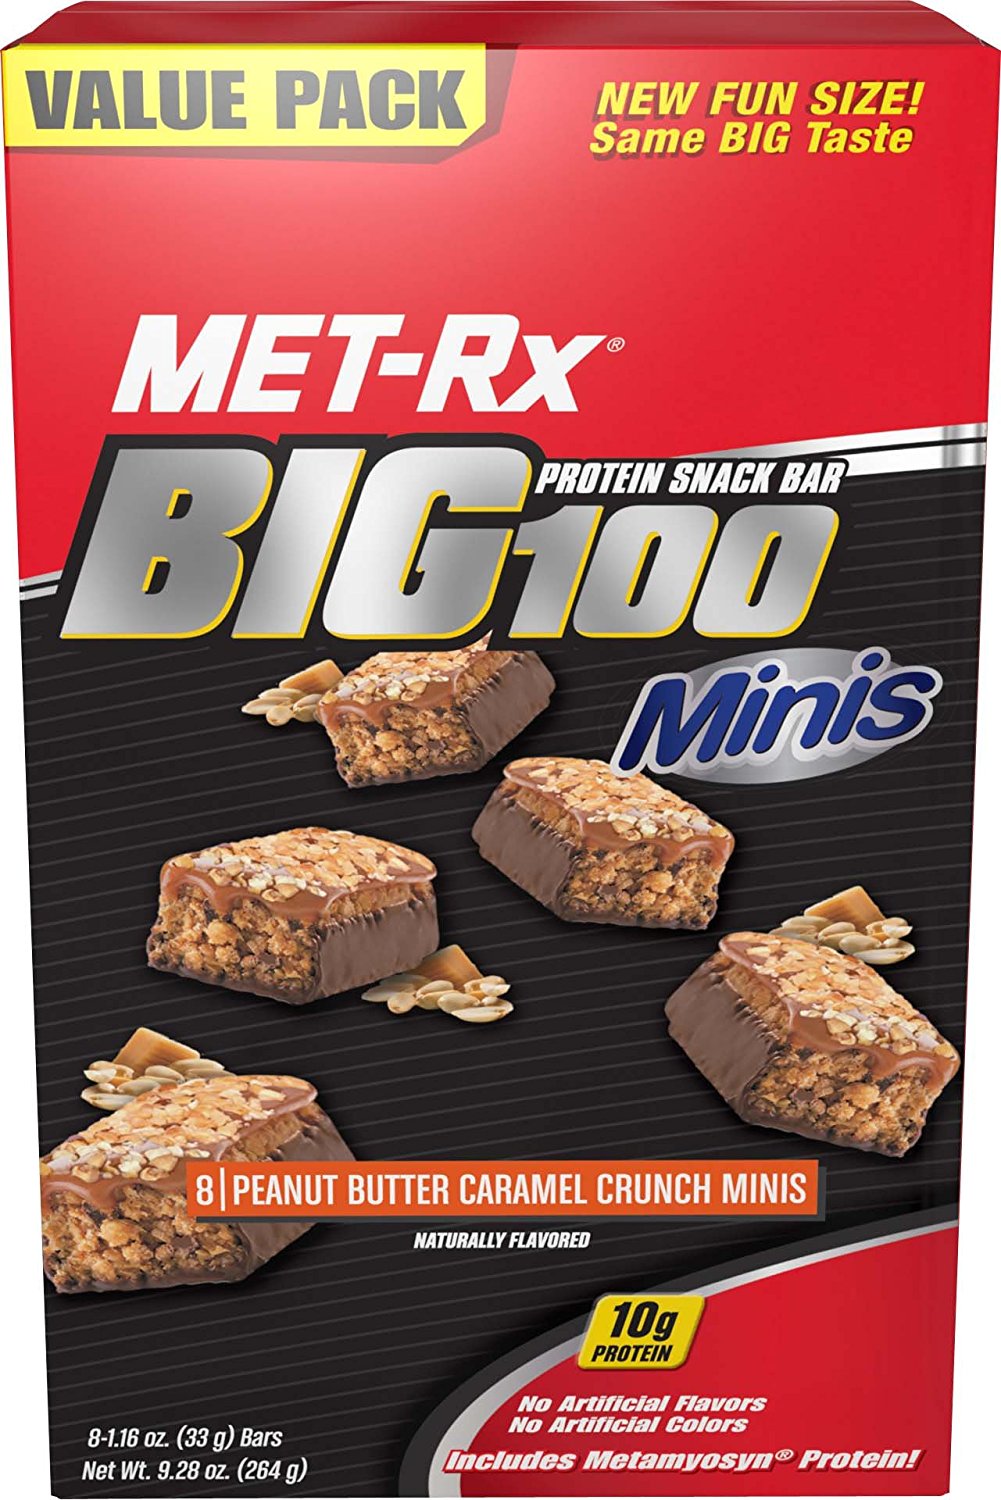 VALUE PACK
NEW FUN SIZE!
Same BIG Taste
MET-Rx®
BIG100
PROTEIN SNACK BAR
Minis
8|PEANUT BUTTER CARAMEL CRUNCH MINIS
NATURALLY FLAVORED
10g
PROTEIN
No Artificial Flavors
No Artificial Colors
Includes Metamyosyn® Protein!
8-1.16 oz. (33 g) Bars
Net Wt. 9.28 oz. (264 g)